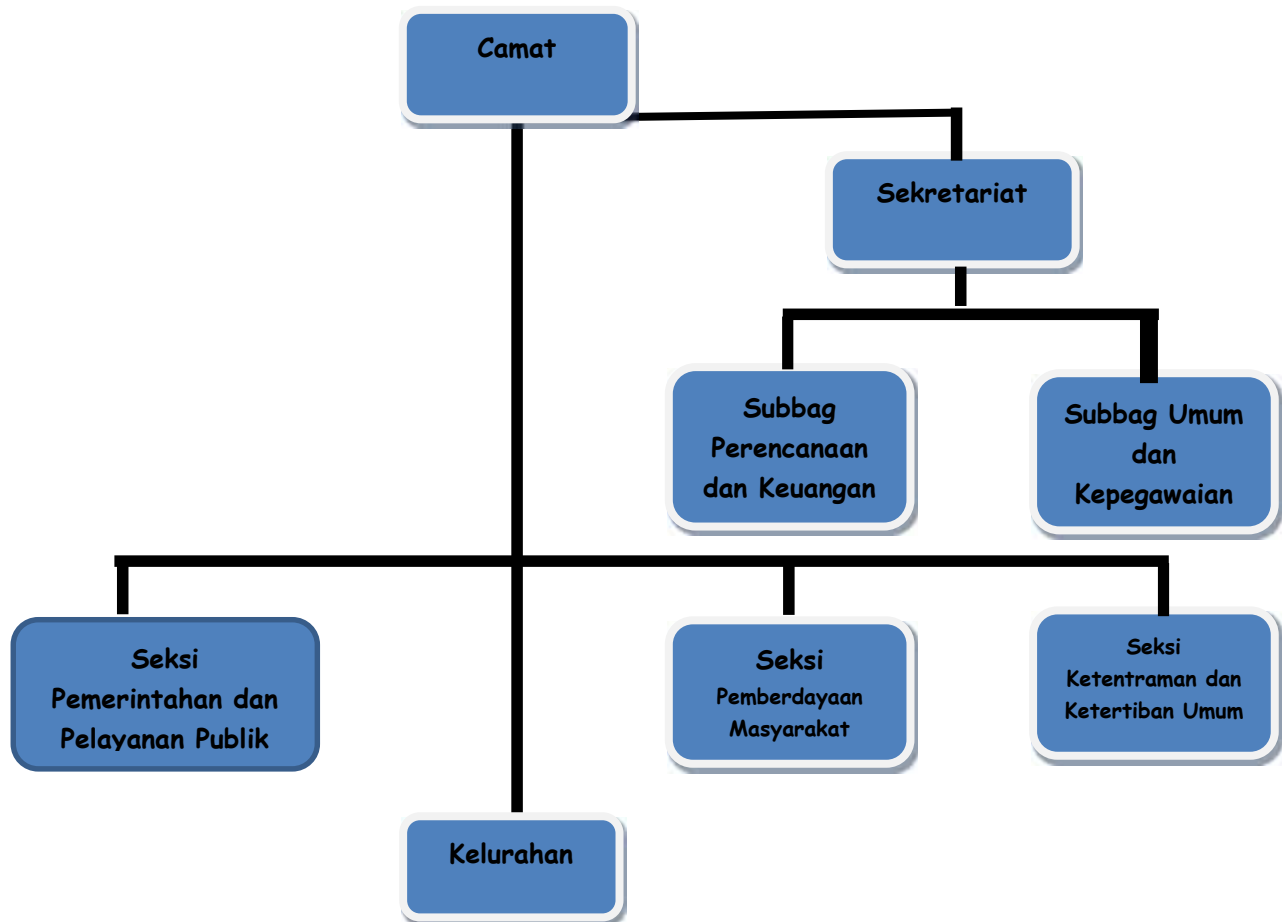 Camat
Sekretariat
Subbag
Perencanaan
dan Keuangan
Subbag Umum
dan
Kepegawaian
Seksi
Pemerintahan dan
Pelayanan Publik
Seksi
Pemberdayaan
Masyarakat
Seksi
Ketentraman dan
Ketertiban Umum
Kelurahan